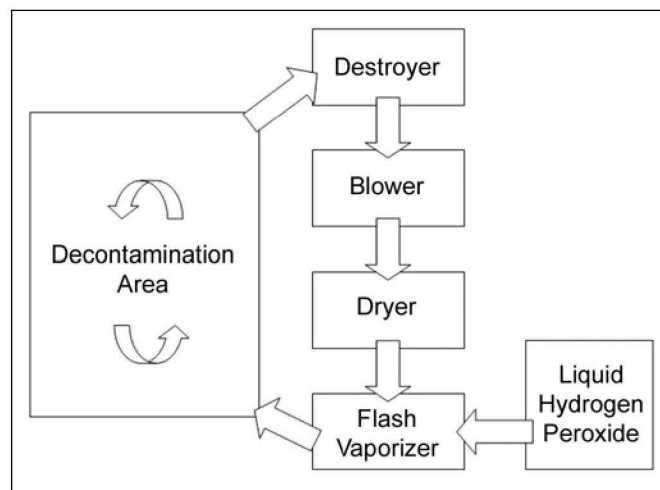 Destroyer
Blower
Decontamination
Area
Dryer
Flash
Vaporizer
Liquid
Hydrogen
Peroxide